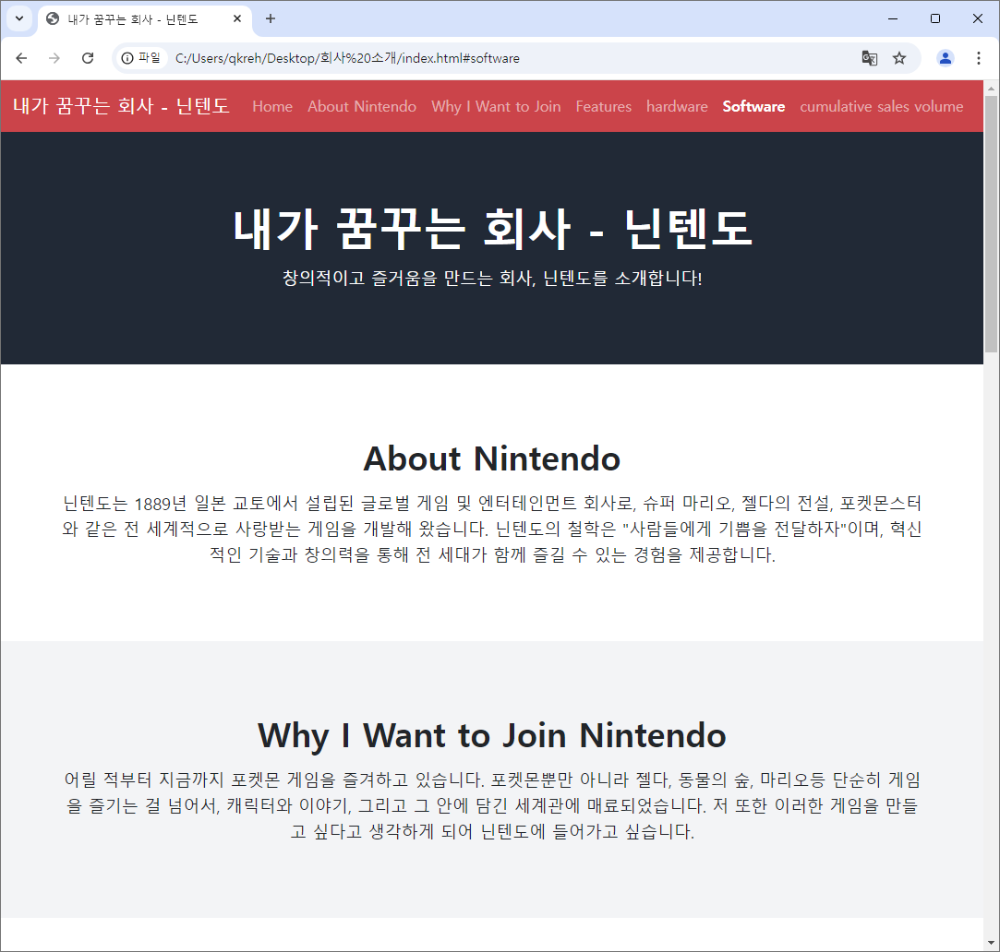 내가 꿈꾸는 회사 - 닌텐도
파일 C:/Users/qkreh/Desktop/회사%20소개/index.html#software
내가 꿈꾸는 회사 - 닌텐도 Home About Nintendo Why I Want to Join Features hardware Software cumulative sales volume
내가 꿈꾸는 회사 - 닌텐도
창의적이고 즐거움을 만드는 회사, 닌텐도를 소개합니다!
About Nintendo
닌텐도는 1889년 일본 교토에서 설립된 글로벌 게임 및 엔터테인먼트 회사로, 슈퍼 마리오, 젤다의 전설, 포켓몬스터
와 같은 전 세계적으로 사랑받는 게임을 개발해 왔습니다. 닌텐도의 철학은 "사람들에게 기쁨을 전달하자"이며, 혁신
적인 기술과 창의력을 통해 전 세대가 함께 즐길 수 있는 경험을 제공합니다.
Why I Want to Join Nintendo
어릴 적부터 지금까지 포켓몬 게임을 즐겨하고 있습니다. 포켓몬뿐만 아니라 젤다, 동물의 숲, 마리오등 단순히 게임
을 즐기는 걸 넘어서, 캐릭터와 이야기, 그리고 그 안에 담긴 세계관에 매료되었습니다. 저 또한 이러한 게임을 만들
고 싶다고 생각하게 되어 닌텐도에 들어가고 싶습니다.